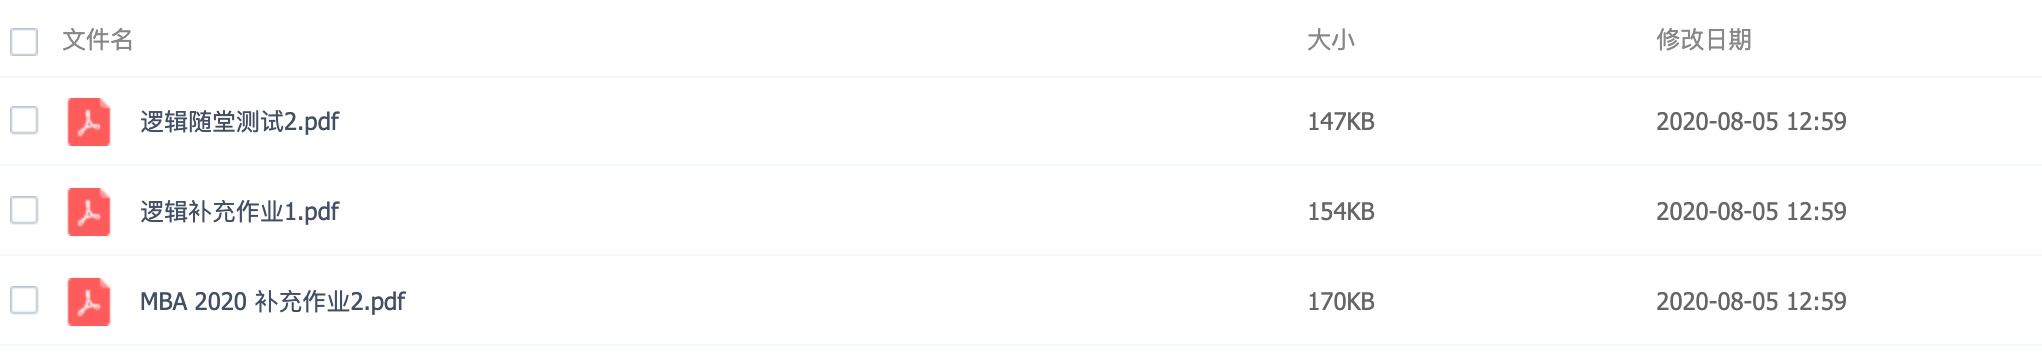 文件名 大小 修改日期
逻辑随堂测试2.pdf 147KB 2020-08-05 12:59
逻辑补充作业1.pdf 154KB 2020-08-05 12:59
MBA 2020 补充作业2.pdf 170KB 2020-08-05 12:59